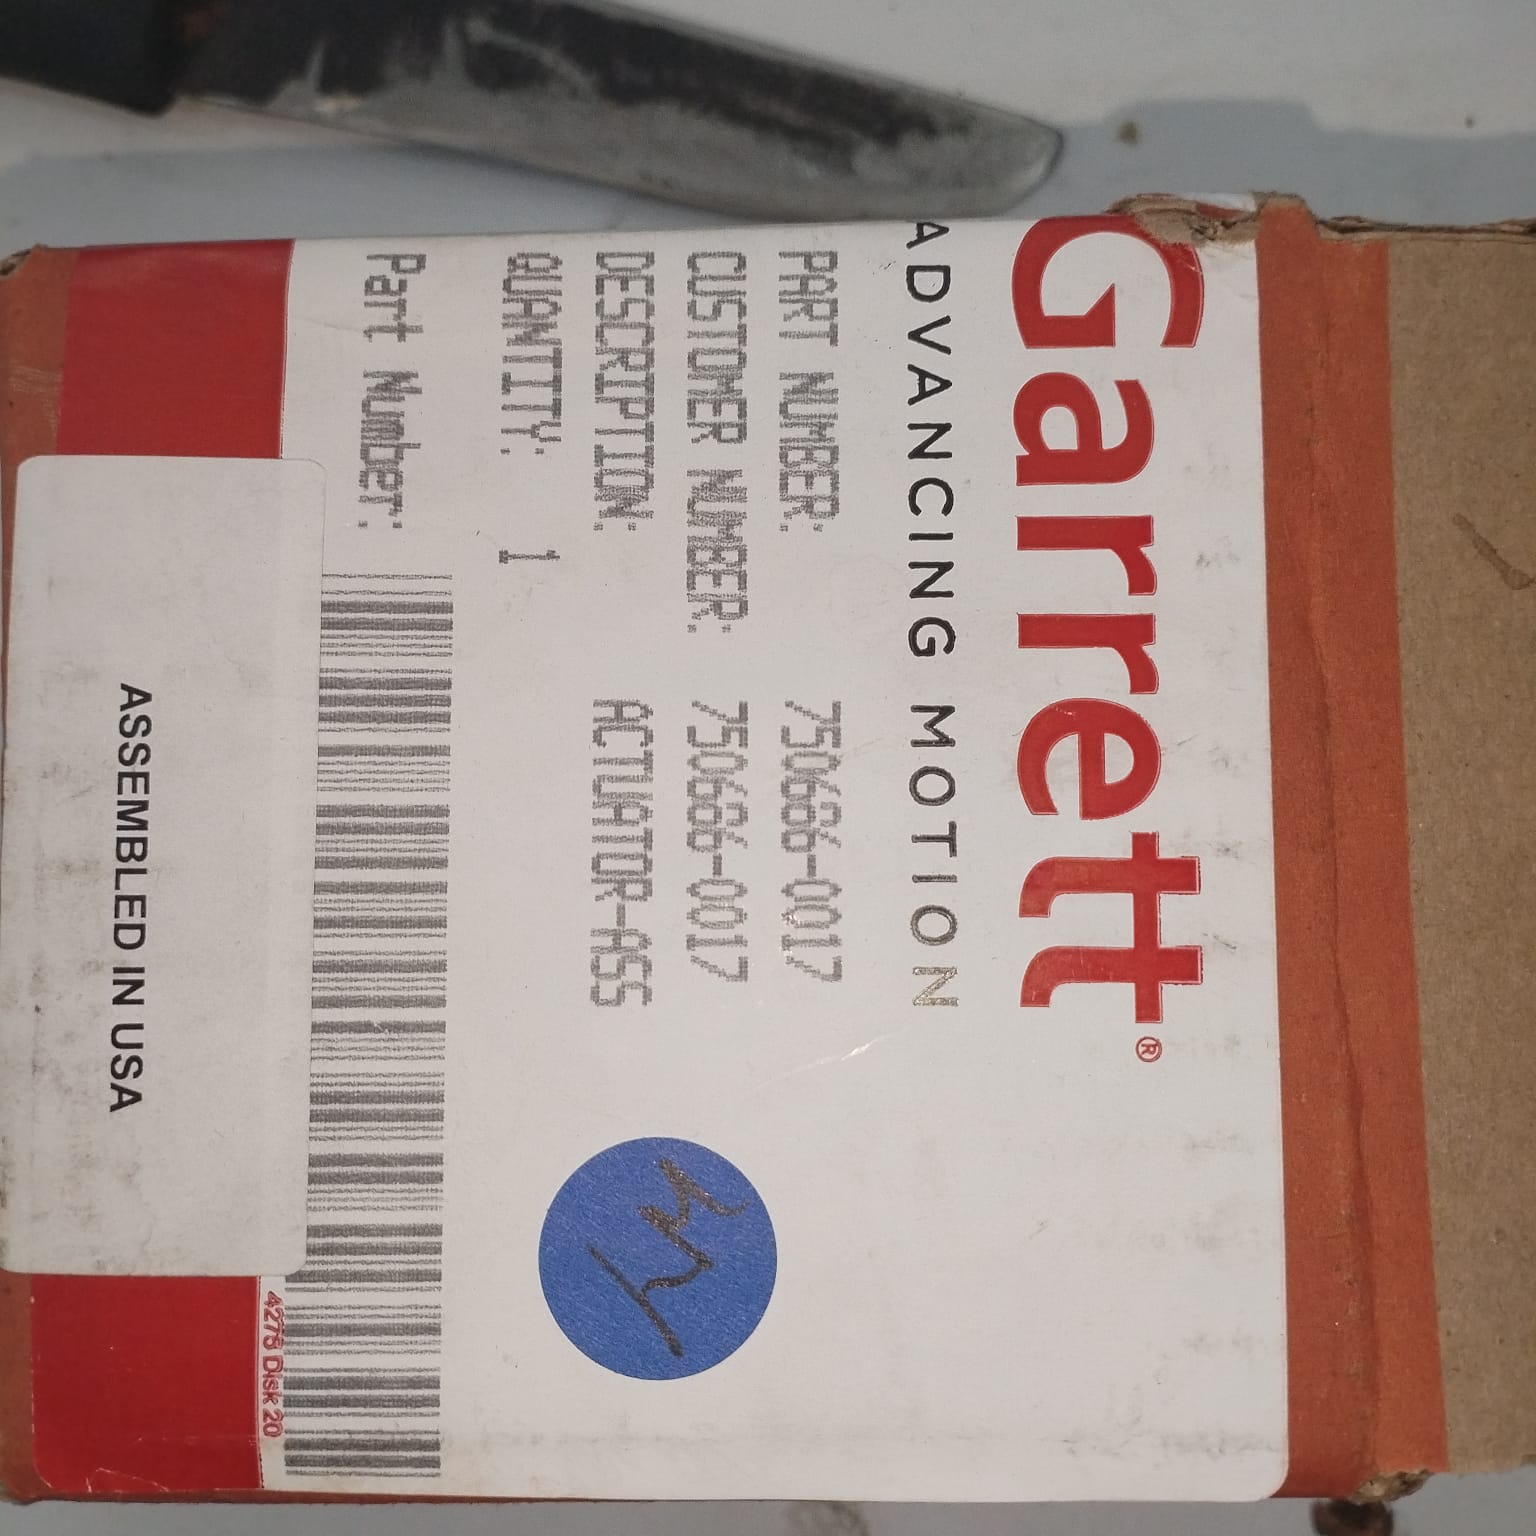 Garrett®
ADVANCING MOTION
PART NUMBER: 750686-0017
CUSTOMER NUMBER: 750686-0017
DESCRIPTION: ACTUATOR-ASS
QUANTITY: 1
Part Number:
4275 Disk 20
ASSEMBLED IN USA